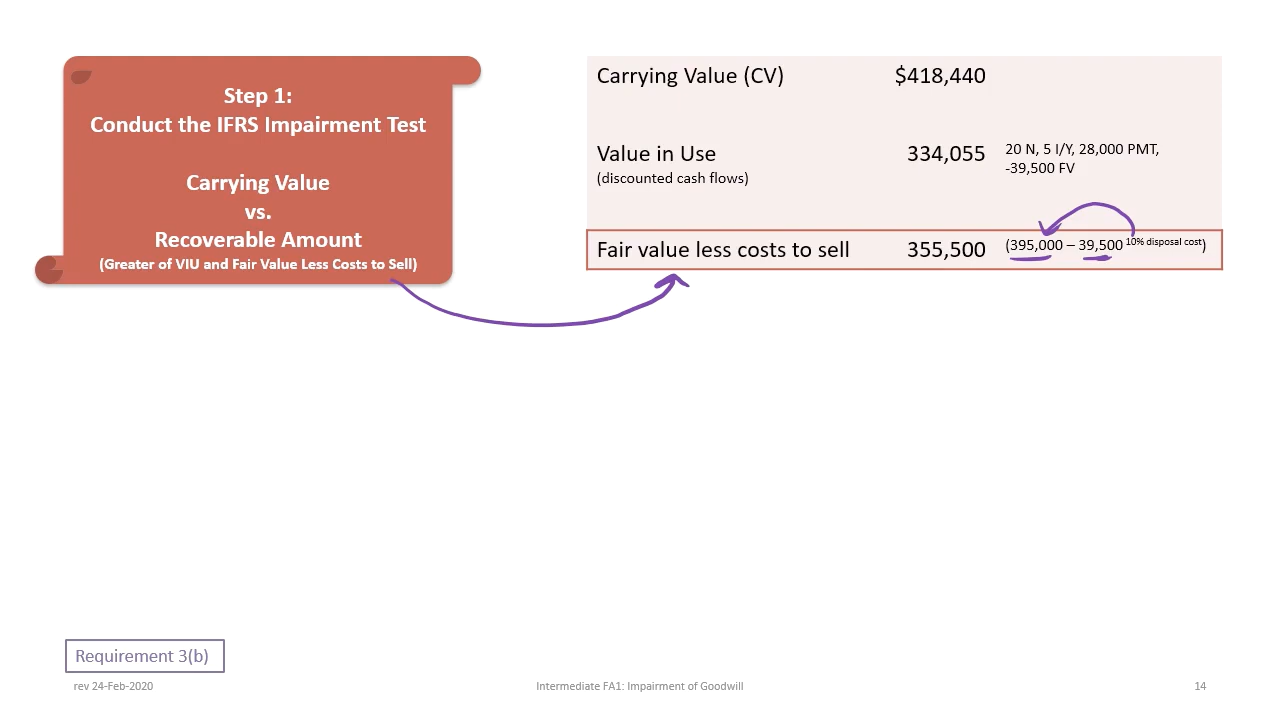 Step 1:
Conduct the IFRS Impairment Test
Carrying Value
vs.
Recoverable Amount
(Greater of VIU and Fair Value Less Costs to Sell)
Carrying Value (CV) $418,440
Value in Use 334,055 20 N, 5 I/Y, 28,000 PMT,
(discounted cash flows) -39,500 FV
Fair value less costs to sell 355,500 (395,000 – 39,500 10% disposal cost)
Requirement 3(b)
rev 24-Feb-2020 Intermediate FA1: Impairment of Goodwill 14